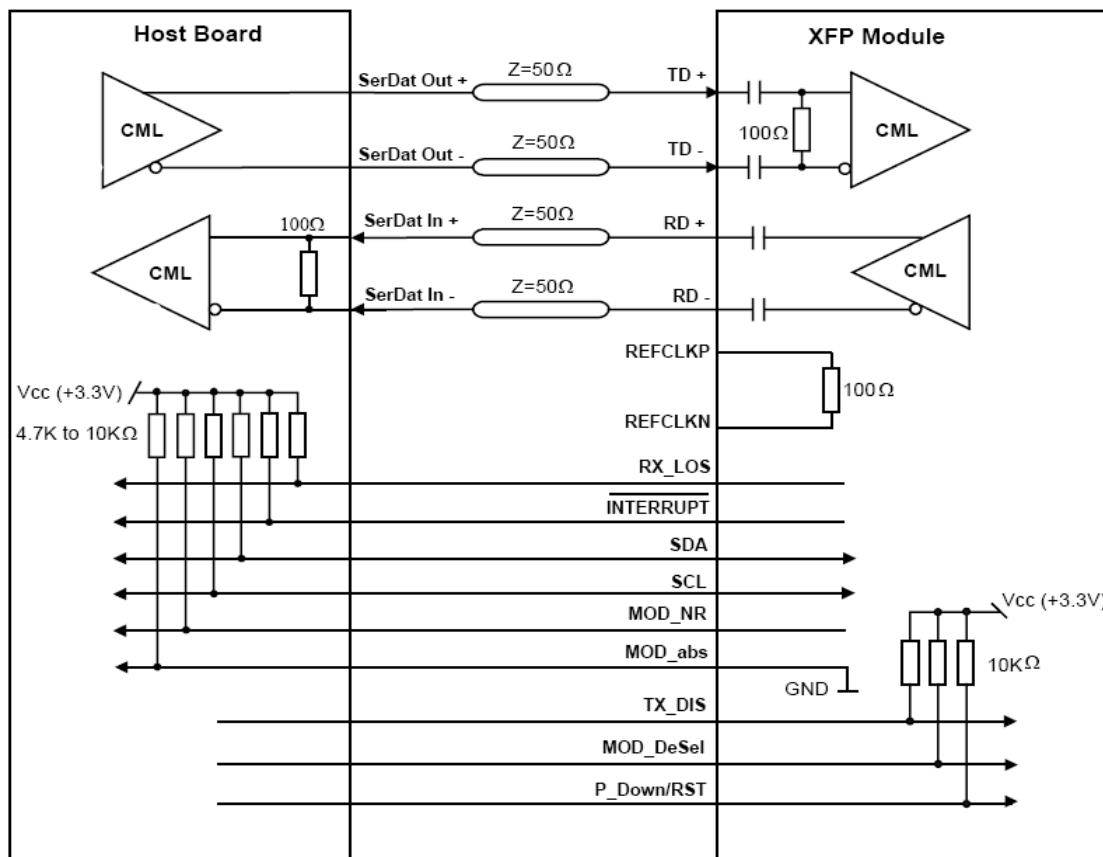 Host Board
XFP Module
SerDat Out +
Z=50Ω
TD +
CML
100Ω
CML
SerDat Out -
Z=50Ω
TD -
100Ω
SerDat In +
Z=50Ω
RD +
CML
CML
SerDat In -
Z=50Ω
RD -
REFCLKP
100Ω
Vcc (+3.3V)
4.7K to 10KΩ
REFCLKN
RX_LOS
INTERRUPT
SDA
SCL
Vcc (+3.3V)
MOD_NR
MOD_abs
10KΩ
GND
TX_DIS
MOD_DeSel
P_Down/RST